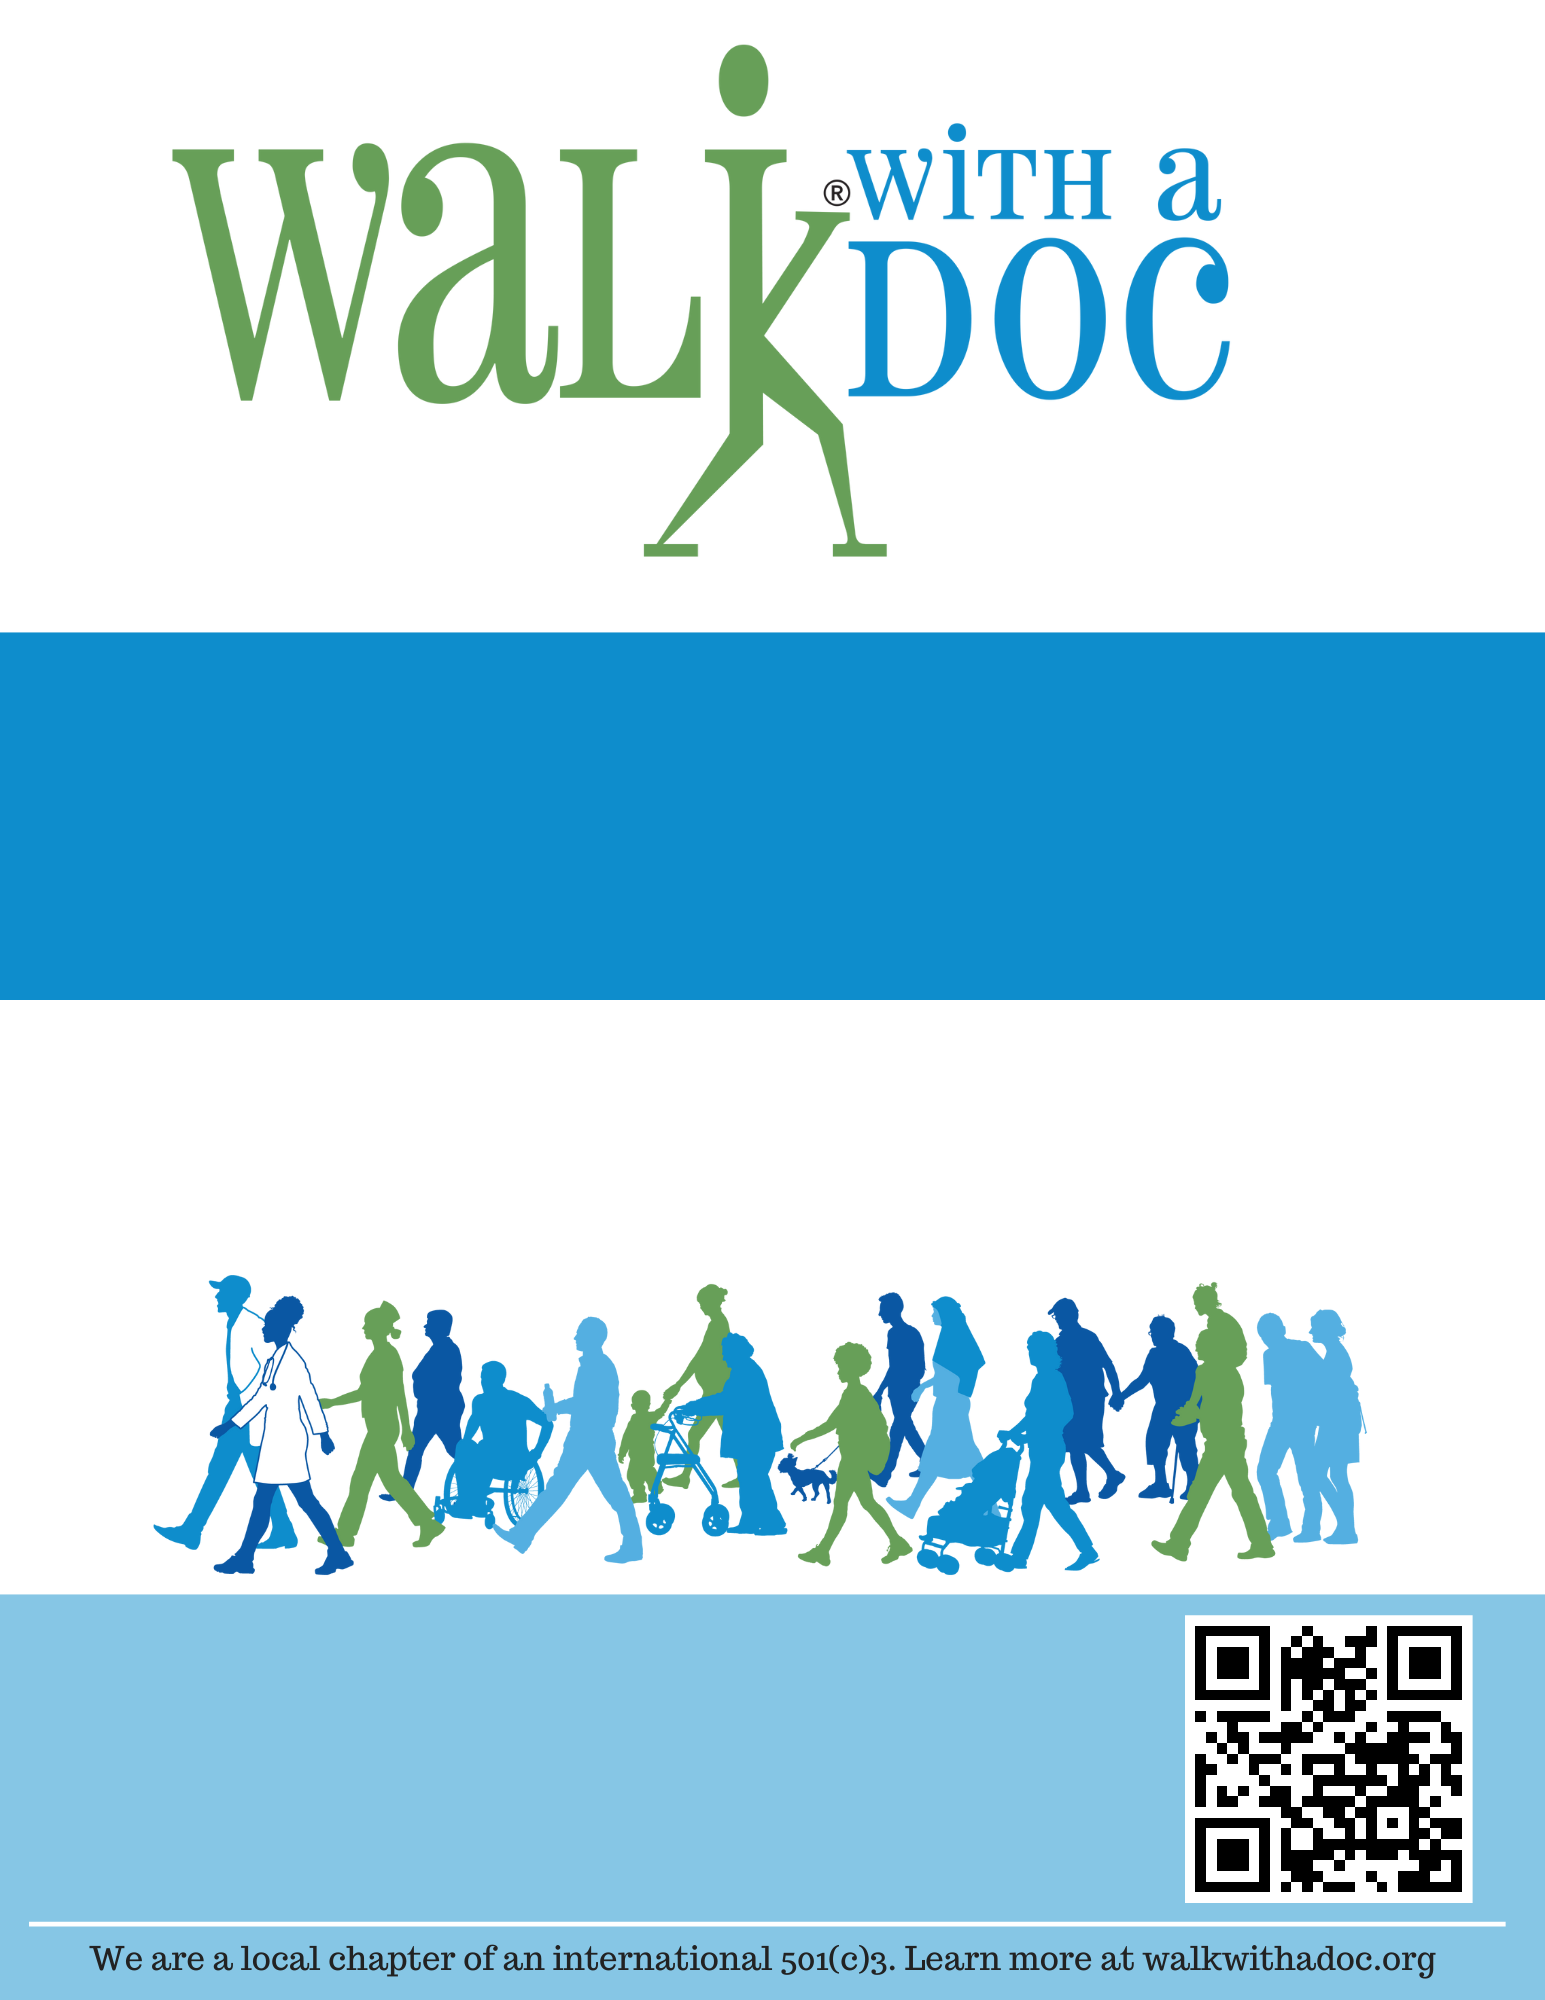 WaLk® WiTH a
DOC
We are a local chapter of an international 501(c)3. Learn more at walkwithadoc.org